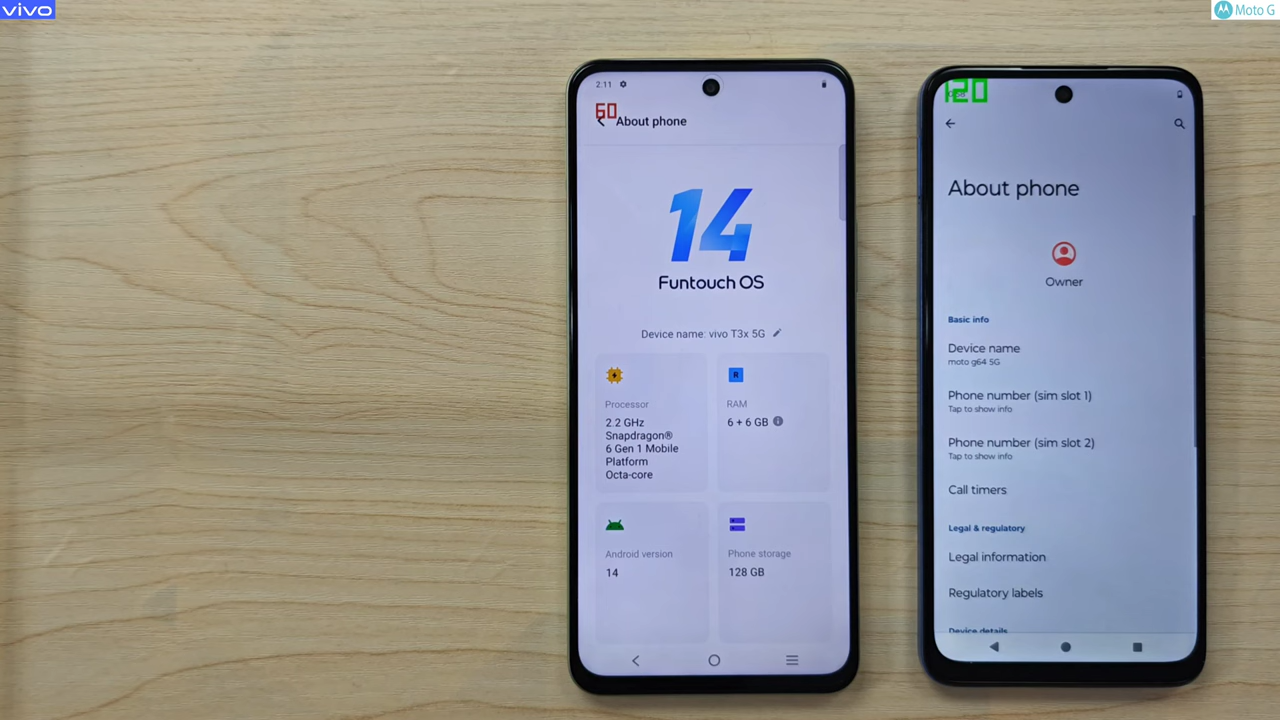 vivo
Moto G
2:11
60
About phone
14
Funtouch OS
Device name: vivo T3x 5G
Processor
2.2 GHz
Snapdragon®
6 Gen 1 Mobile
Platform
Octa-core
R
RAM
6 + 6 GB
Android version
14
Phone storage
128 GB
120
About phone
Owner
Basic info
Device name
moto g64 5G
Phone number (sim slot 1)
Tap to show info
Phone number (sim slot 2)
Tap to show info
Call timers
Legal & regulatory
Legal information
Regulatory labels
Device details